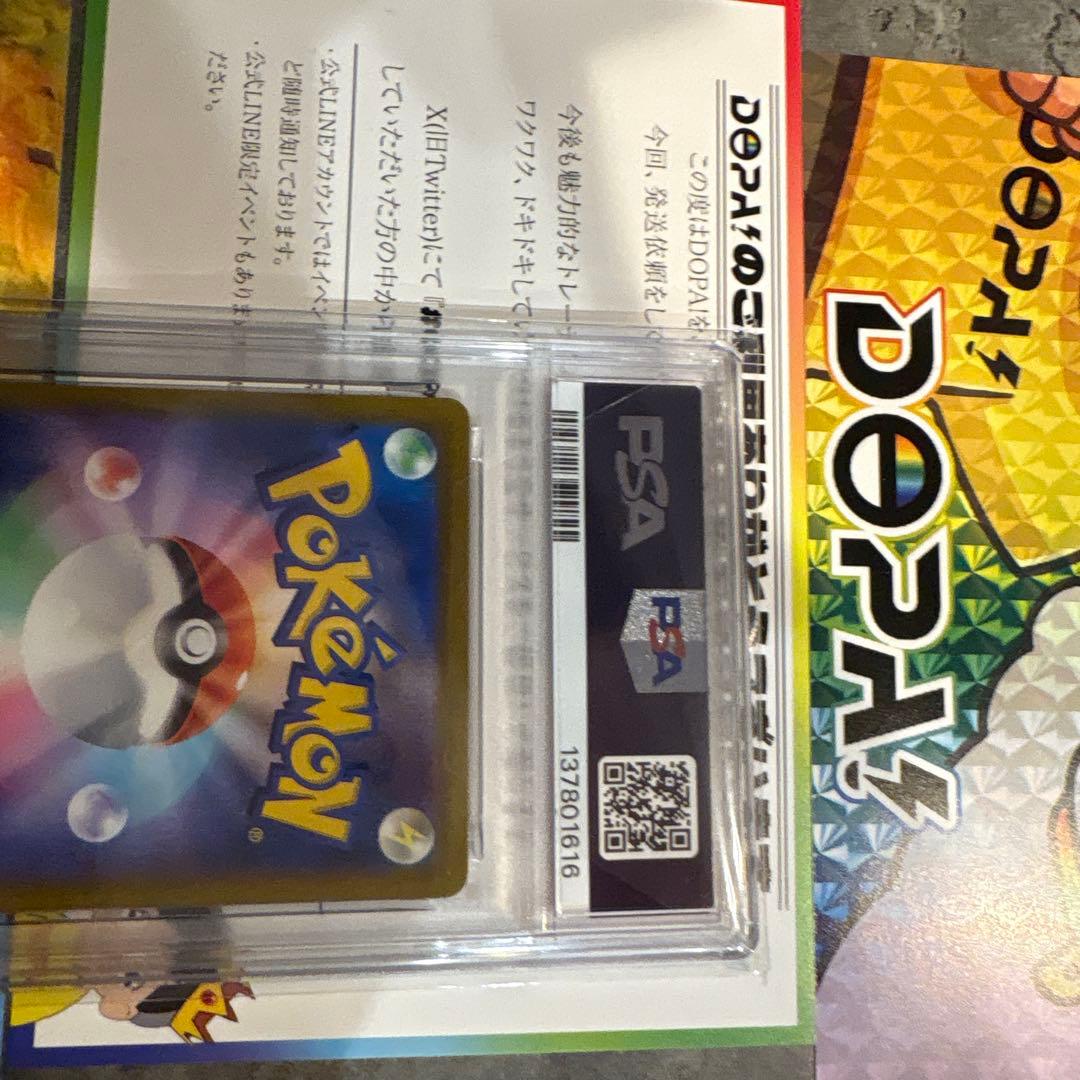 DOPA!のご利用ありがとうございます
この度はDOPA!を
今回、発送依頼をして
今後も魅力的なトレー
ワクワク、ドキドキしてい
X(旧Twitter)にて『#
していただいた方の中から
・公式LINEアカウントではイベン
ど随時通知しております。
・公式LINE限定イベントもありま
ださい。
PSA
PSA
137801616
POKéMON
®
DOPA!
DOPA!